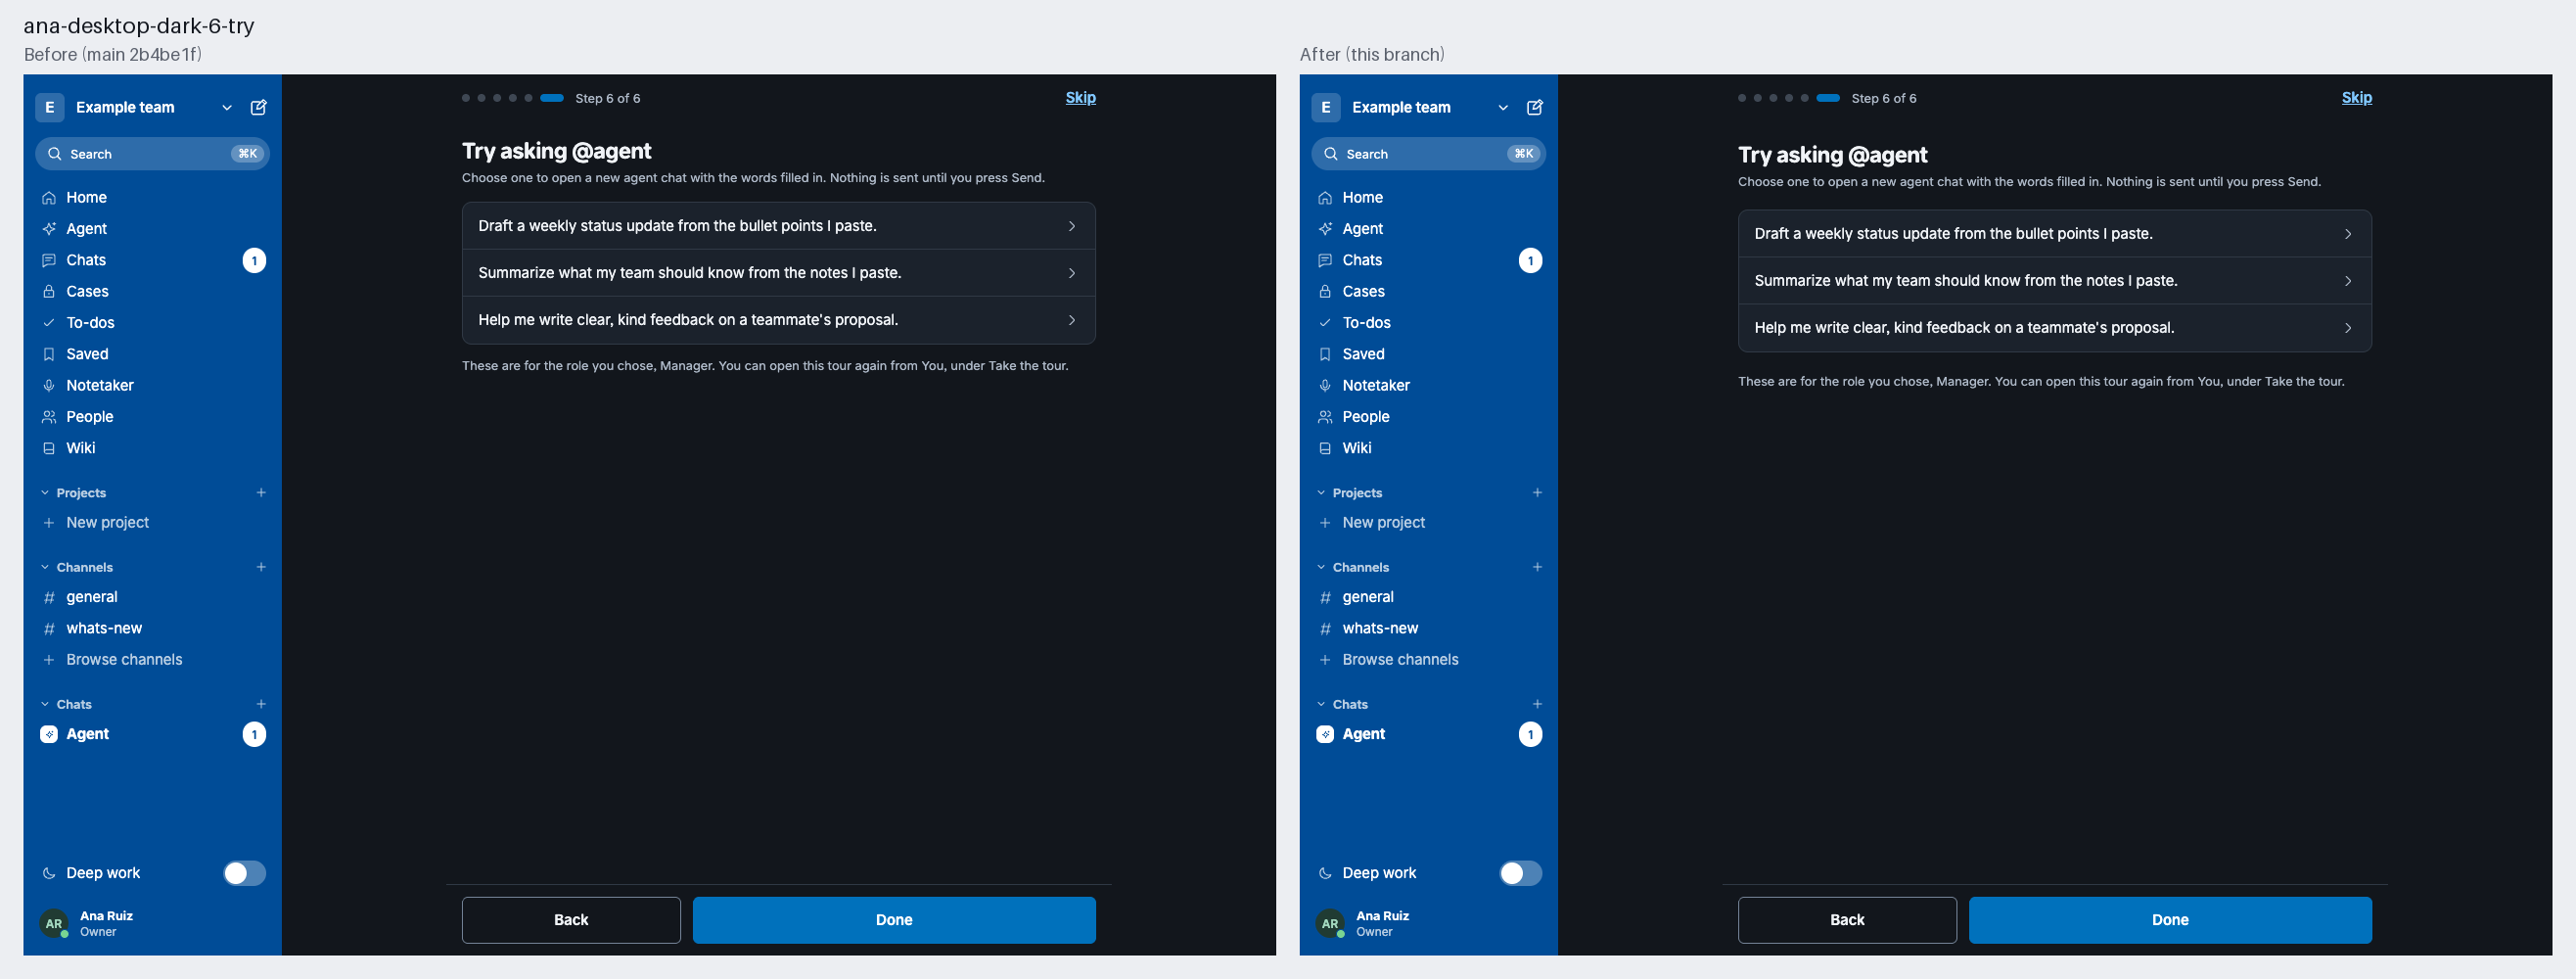 ana-desktop-dark-6-try
Before (main 2b4be1f)
E Example team
Search ⌘K
Home
Agent
Chats 1
Cases
To-dos
Saved
Notetaker
People
Wiki
Projects
New project
Channels
# general
# whats-new
Browse channels
Chats
Agent 1
Deep work
AR Ana Ruiz
Owner
Step 6 of 6 Skip
Try asking @agent
Choose one to open a new agent chat with the words filled in. Nothing is sent until you press Send.
Draft a weekly status update from the bullet points I paste.
Summarize what my team should know from the notes I paste.
Help me write clear, kind feedback on a teammate's proposal.
These are for the role you chose, Manager. You can open this tour again from You, under Take the tour.
Back Done
After (this branch)
E Example team
Search ⌘K
Home
Agent
Chats 1
Cases
To-dos
Saved
Notetaker
People
Wiki
Projects
New project
Channels
# general
# whats-new
Browse channels
Chats
Agent 1
Deep work
AR Ana Ruiz
Owner
Step 6 of 6 Skip
Try asking @agent
Choose one to open a new agent chat with the words filled in. Nothing is sent until you press Send.
Draft a weekly status update from the bullet points I paste.
Summarize what my team should know from the notes I paste.
Help me write clear, kind feedback on a teammate's proposal.
These are for the role you chose, Manager. You can open this tour again from You, under Take the tour.
Back Done